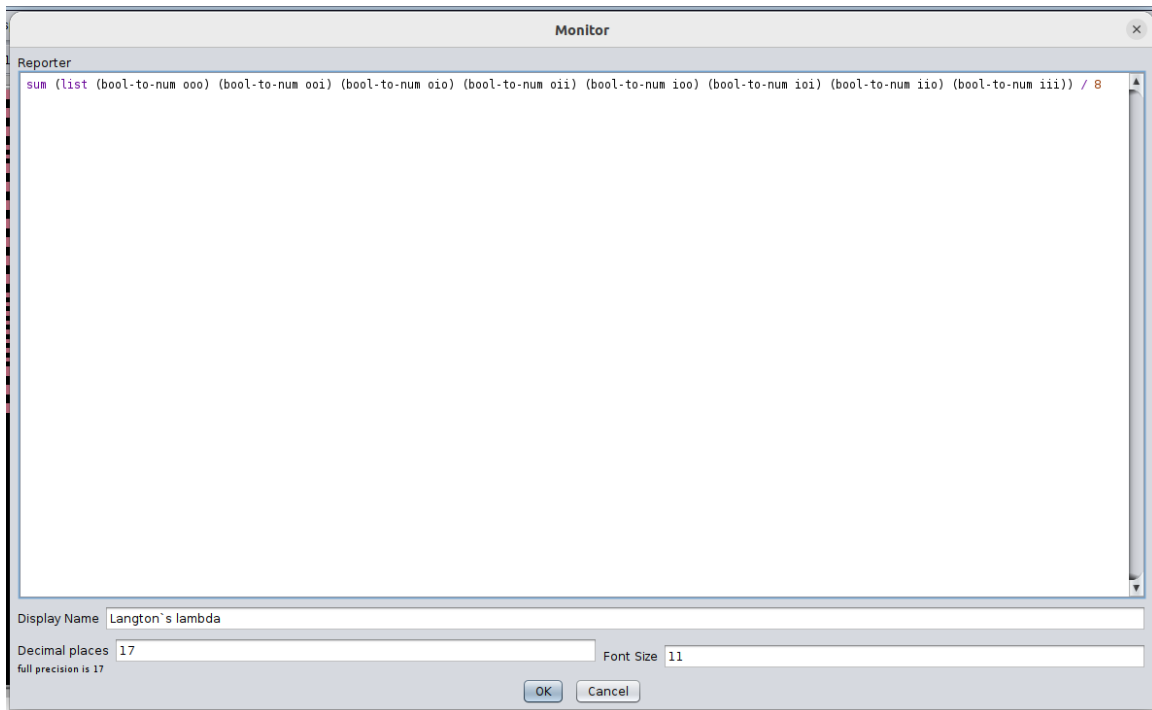 Monitor
Reporter
sum (list (bool-to-num ooo) (bool-to-num ooi) (bool-to-num oio) (bool-to-num oii) (bool-to-num ioo) (bool-to-num ioi) (bool-to-num iio) (bool-to-num iii)) / 8
Display Name Langton`s lambda
Decimal places 17
full precision is 17
Font Size 11
OK Cancel